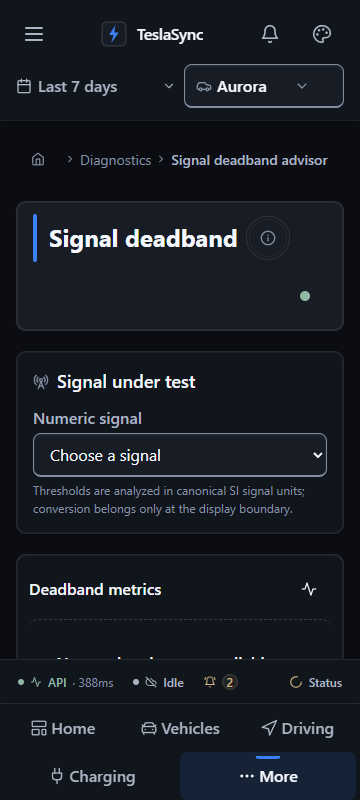 TeslaSync
Last 7 days
Aurora
Diagnostics
Signal deadband advisor
Signal deadband
Signal under test
Numeric signal
Choose a signal
Thresholds are analyzed in canonical SI signal units;
conversion belongs only at the display boundary.
Deadband metrics
API · 388ms
Idle
2
Status
Home
Vehicles
Driving
Charging
More